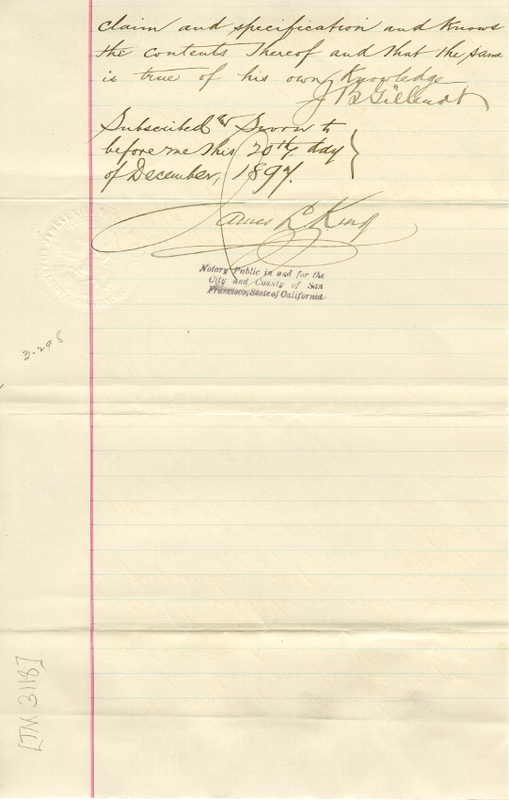 claim and specification and knows
the contents thereof and that the same
is true of his own knowledge
J B
Subscribed & Sworn to
before me this 20th day
of December, 1897.
James L. King
Notary Public in and for the
City and County of San
Francisco, State of California
2-298
[TM 3118]